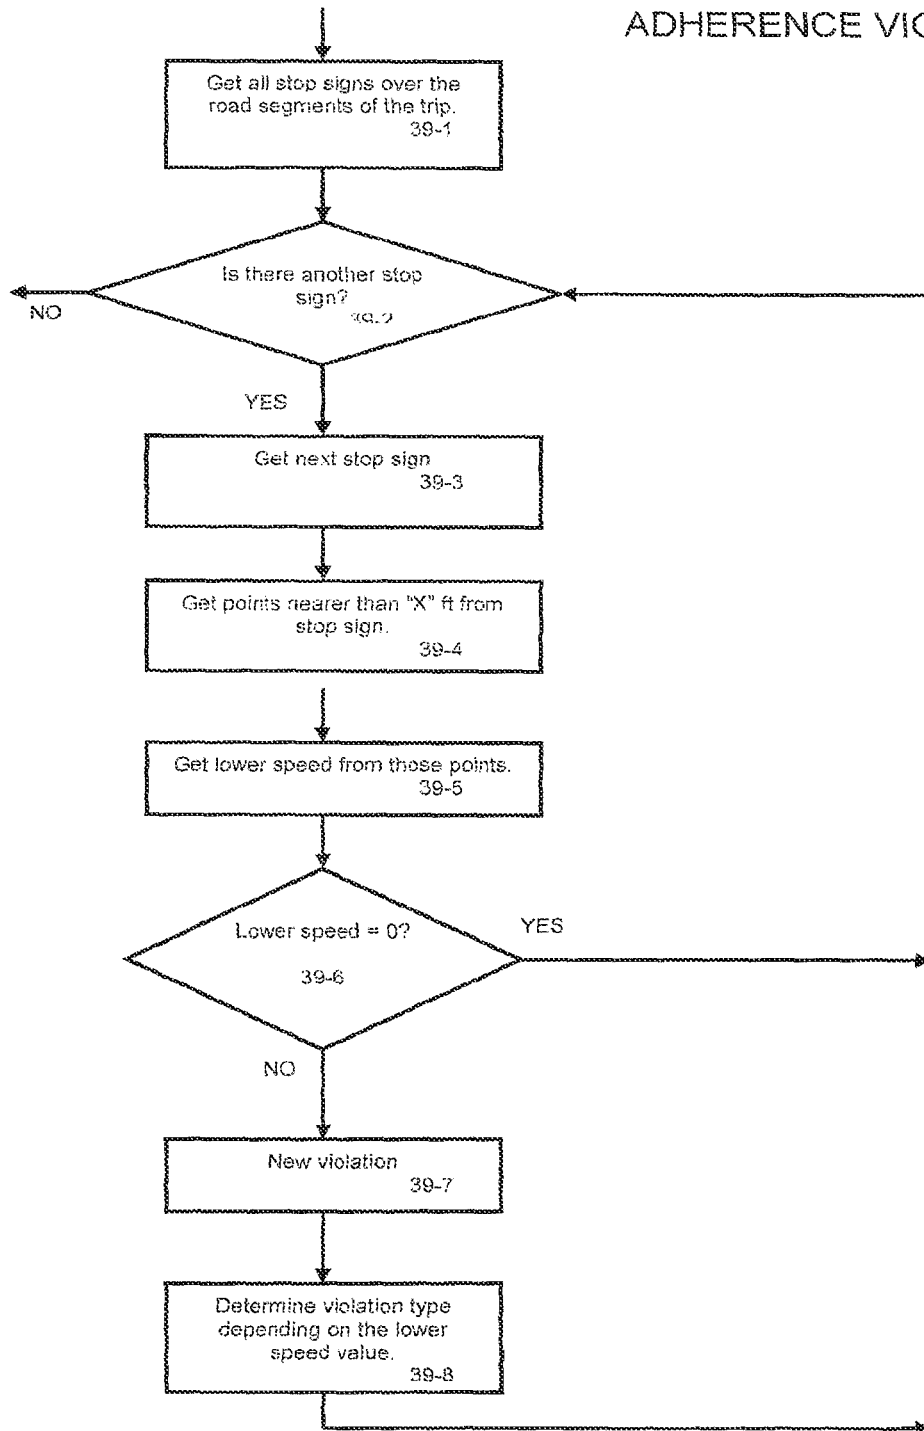 ADHERENCE VIO
Get all stop signs over the
road segments of the trip.
39-1
Is there another stop
sign?
39-2
NO
YES
Get next stop sign
39-3
Get points nearer than "X" ft from
stop sign.
39-4
Get lower speed from those points.
39-5
Lower speed = 0?
39-6
YES
NO
New violation
39-7
Determine violation type
depending on the lower
speed value.
39-8